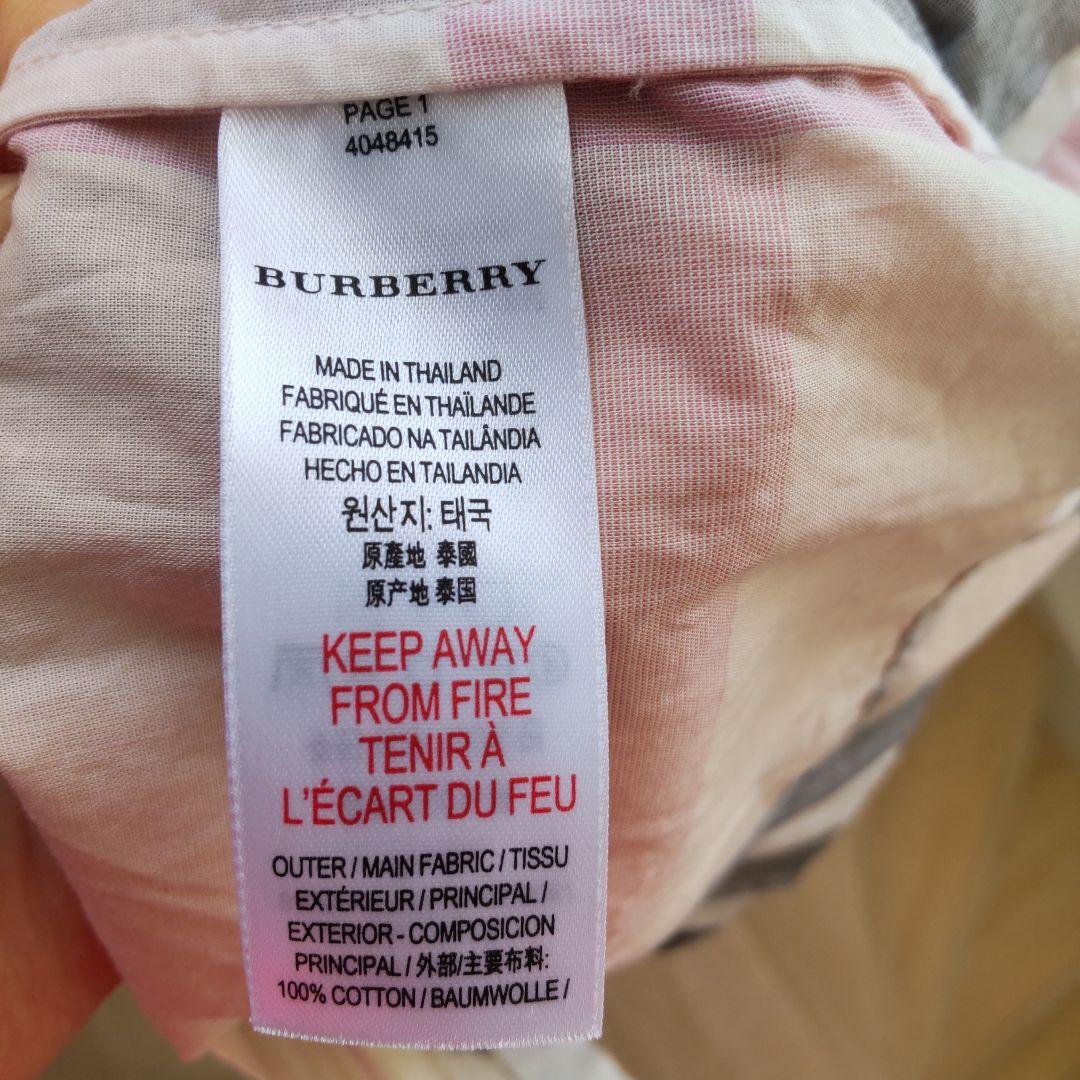 PAGE 1
4048415
BURBERRY
MADE IN THAILAND
FABRIQUÉ EN THAÏLANDE
FABRICADO NA TAILÂNDIA
HECHO EN TAILANDIA
원산지: 태국
原產地 泰國
原产地 泰国
KEEP AWAY
FROM FIRE
TENIR À
L'ÉCART DU FEU
OUTER / MAIN FABRIC / TISSU
EXTÉRIEUR / PRINCIPAL /
EXTERIOR - COMPOSICION
PRINCIPAL / 外部/主要布料:
100% COTTON / BAUMWOLLE /